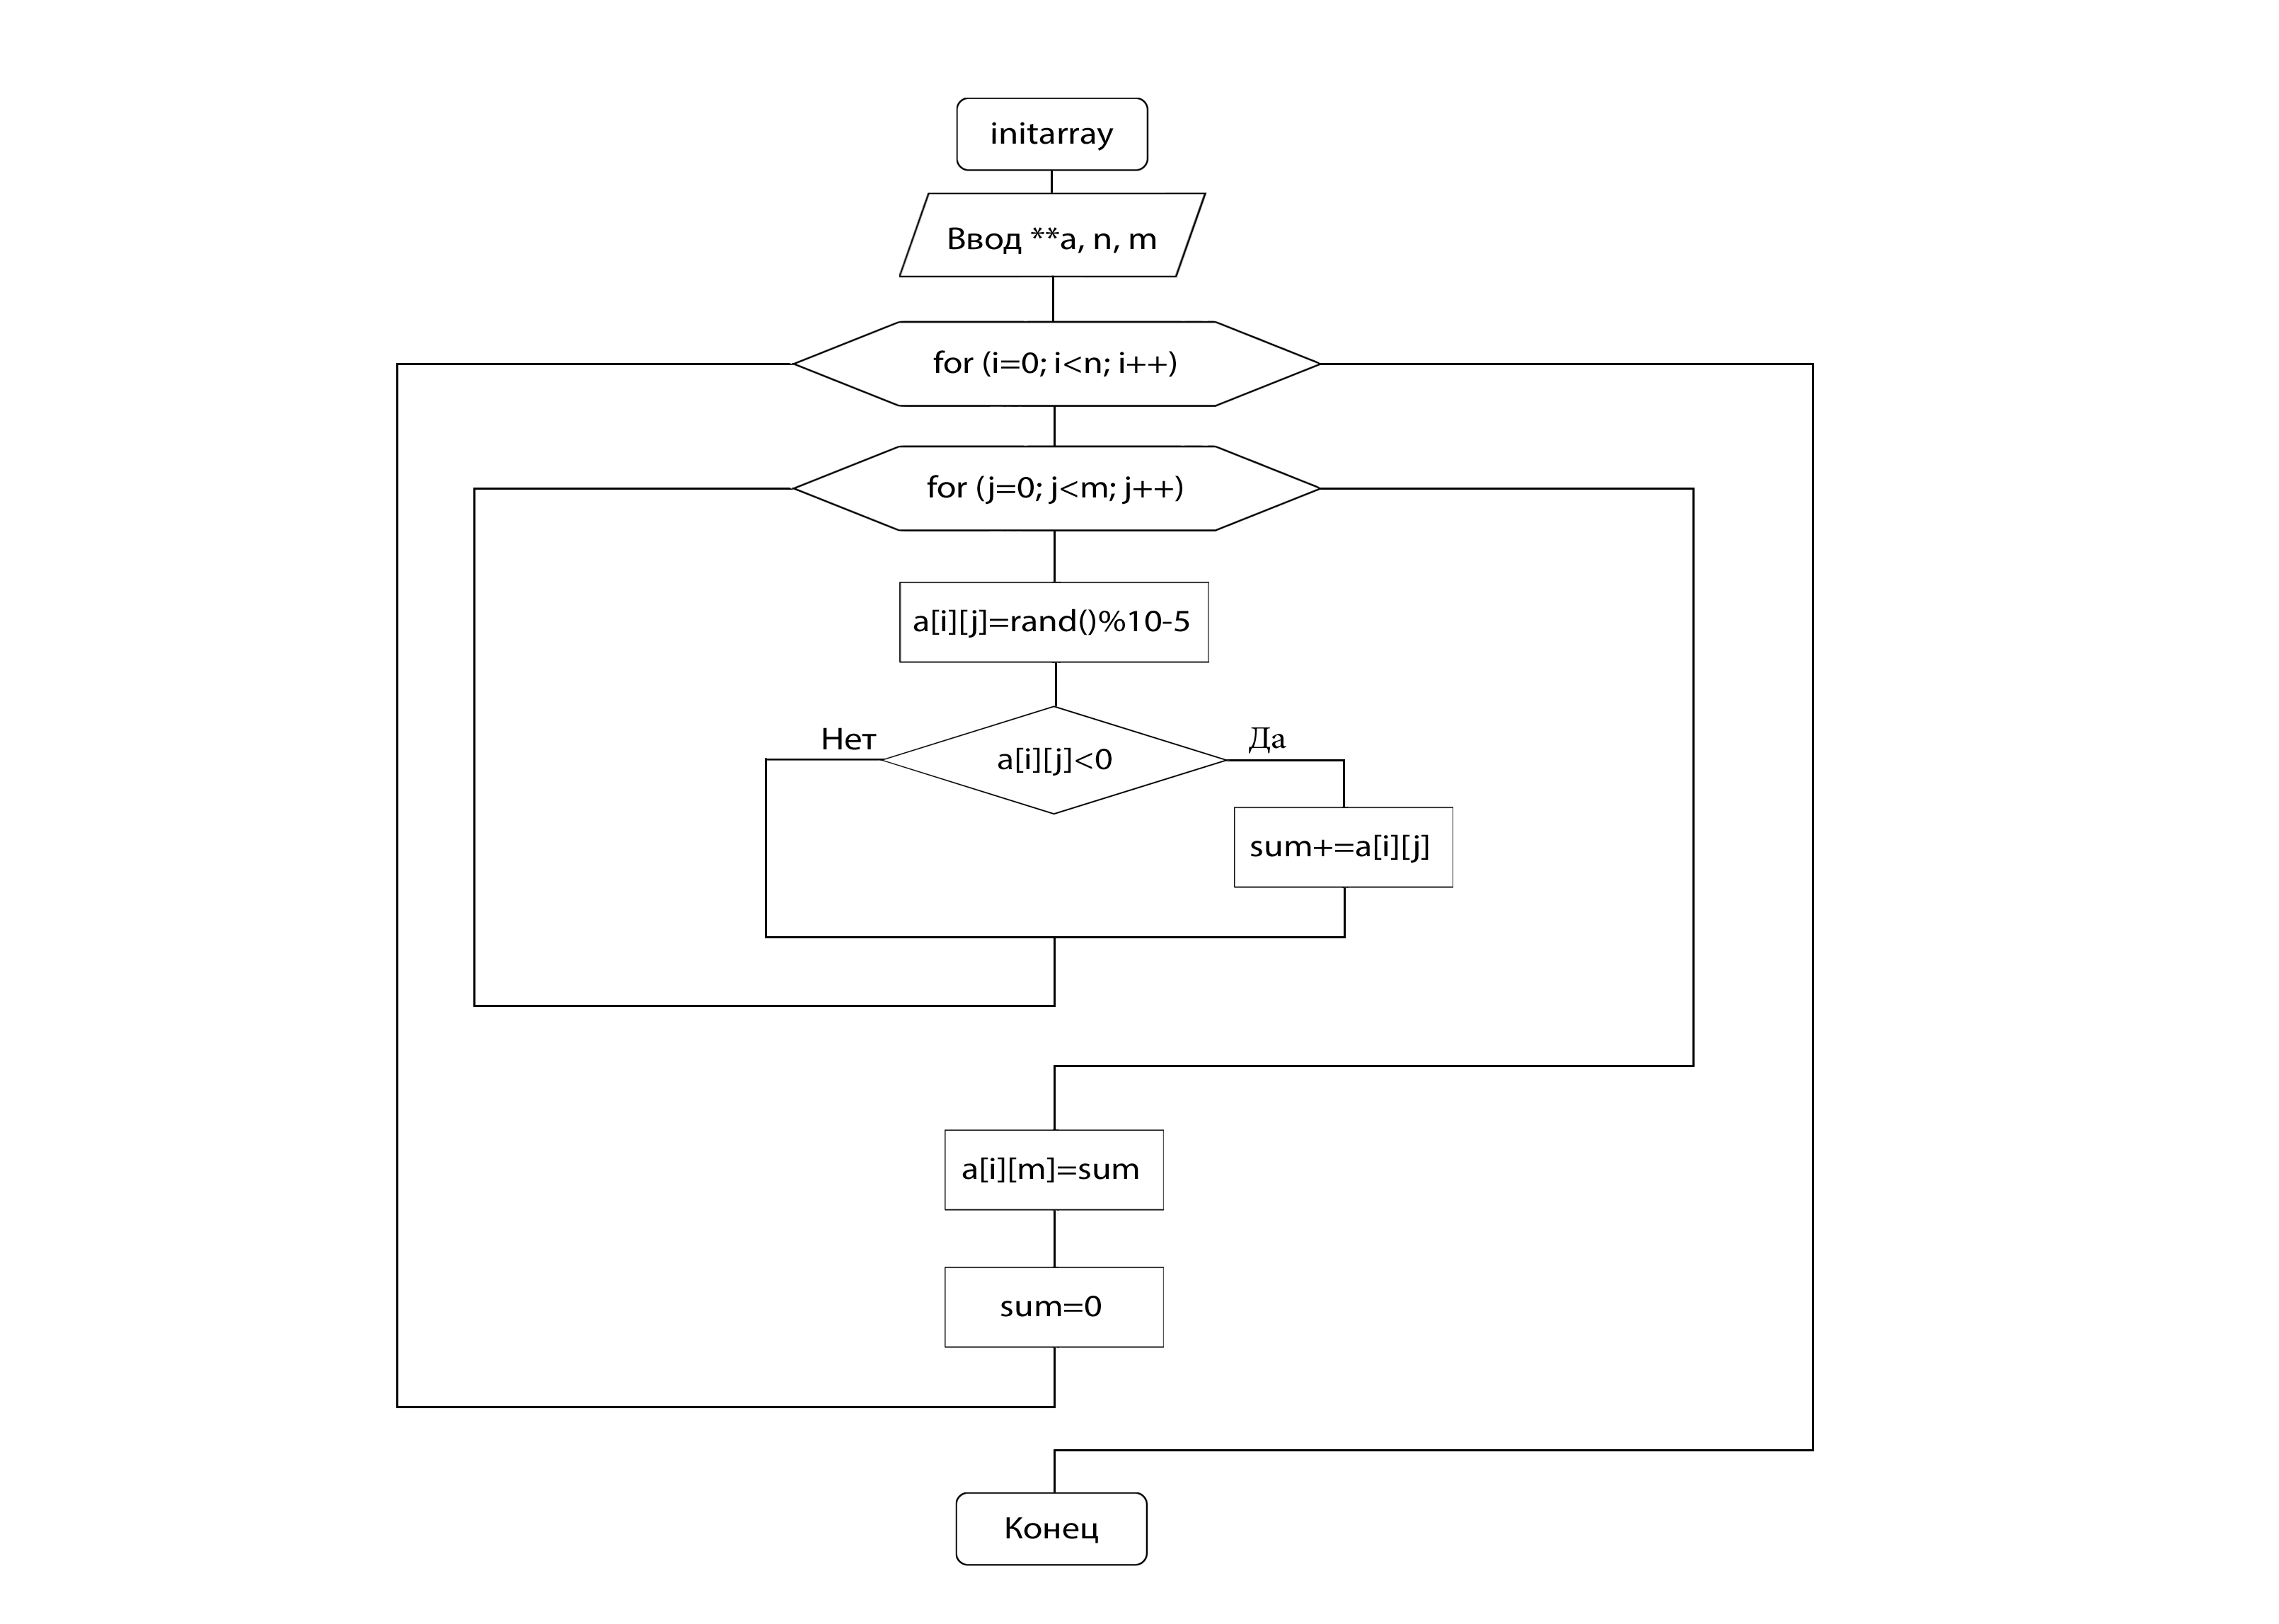 initarray
Ввод **a, n, m
for (i=0; i<n; i++)
for (j=0; j<m; j++)
a[i][j]=rand()%10-5
Нет
a[i][j]<0
Да
sum+=a[i][j]
a[i][m]=sum
sum=0
Конец